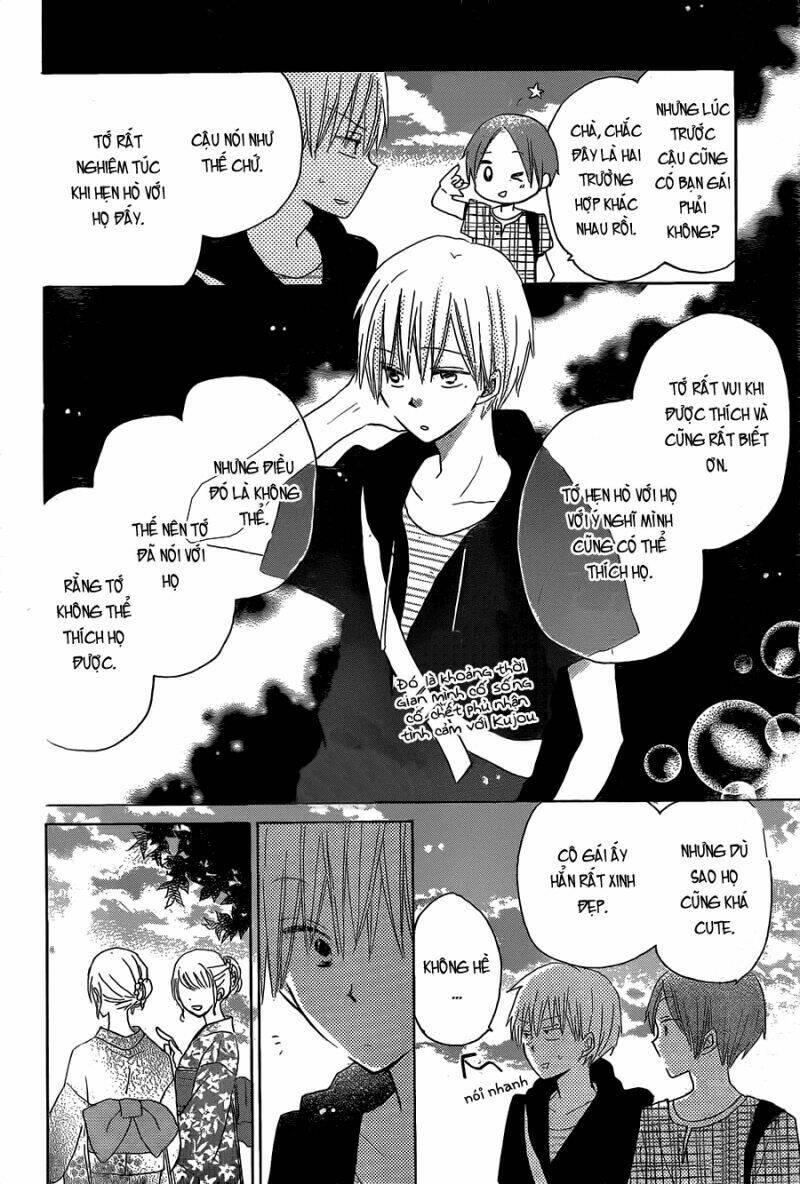 NHƯNG LÚC
TRƯỚC
CẬU CŨNG
CÓ BẠN GÁI
PHẢI
KHÔNG?
CHÀ, CHẮC
ĐÂY LÀ HAI
TRƯỜNG
HỢP KHÁC
NHAU RỒI.
CẬU NÓI NHƯ
THẾ CHỨ.
TỚ RẤT
NGHIÊM TÚC
KHI HẸN HÒ VỚI
HỌ ĐẤY.
TỚ RẤT VUI KHI
ĐƯỢC THÍCH VÀ
CŨNG RẤT BIẾT
ƠN.
TỚ HẸN HÒ VỚI HỌ
VỚI Ý NGHĨ MÌNH
CŨNG CÓ THỂ
THÍCH HỌ.
NHƯNG ĐIỀU
ĐÓ LÀ KHÔNG
THỂ.
THẾ NÊN TỚ
ĐÃ NÓI VỚI
HỌ
RẰNG TỚ
KHÔNG THỂ
THÍCH HỌ
ĐƯỢC.
Đó là khoảng thời
gian mình cố sống
cố chết phủ nhận
tình cảm với Kujou
NHƯNG DÙ
SAO HỌ
CŨNG KHÁ
CUTE.
CÔ GÁI ẤY
HẲN RẤT XINH
ĐẸP.
KHÔNG HỀ
...
nói nhanh